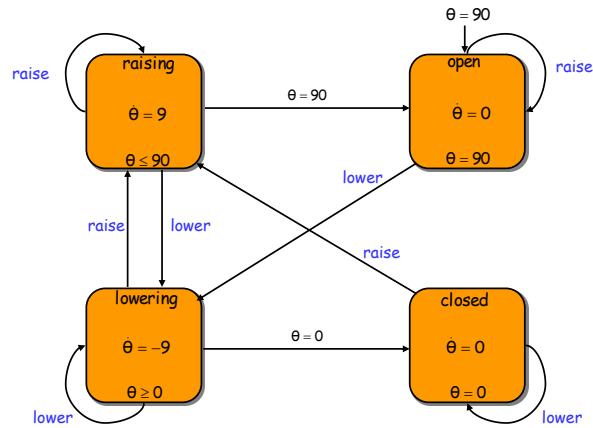 θ = 90
raising
open
raise
raise
θ = 90
θ̇ = 9
θ̇ = 0
θ ≤ 90
θ = 90
lower
raise
lower
raise
lowering
closed
θ = 0
θ̇ = −9
θ̇ = 0
θ ≥ 0
θ = 0
lower
lower